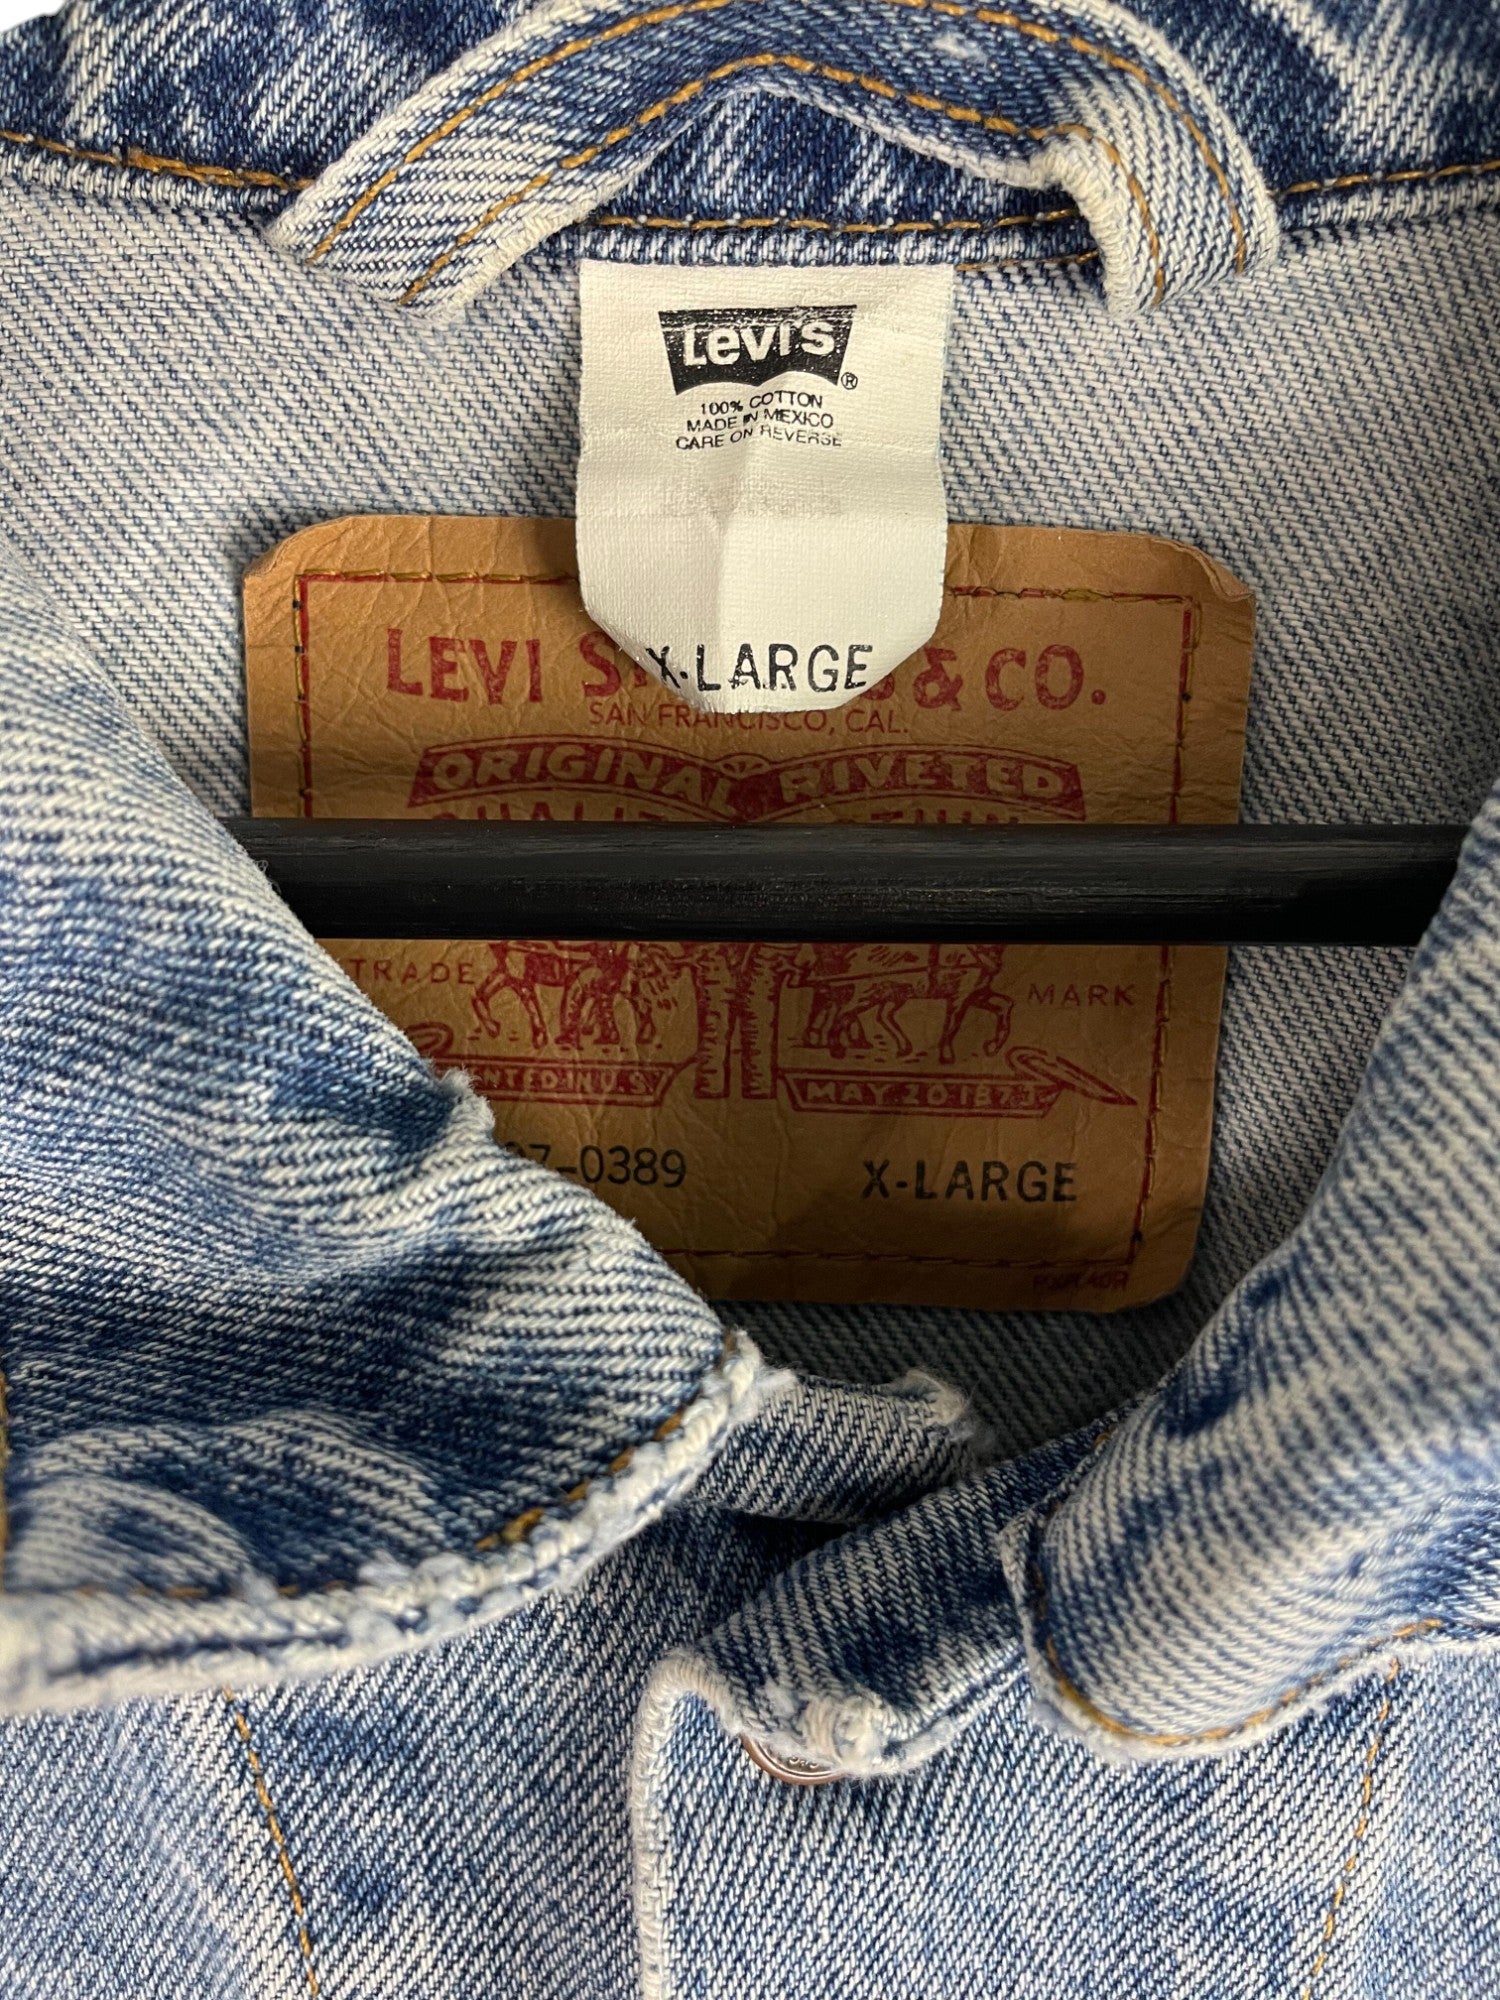 Levi's ®
100% COTTON
MADE IN MEXICO
CARE ON REVERSE
X-LARGE
LEVI & CO.
SAN FRANCISCO, CAL.
ORIGINAL RIVETED
TRADE MARK
IN U.S. MAY 20 1873
-0389 X-LARGE